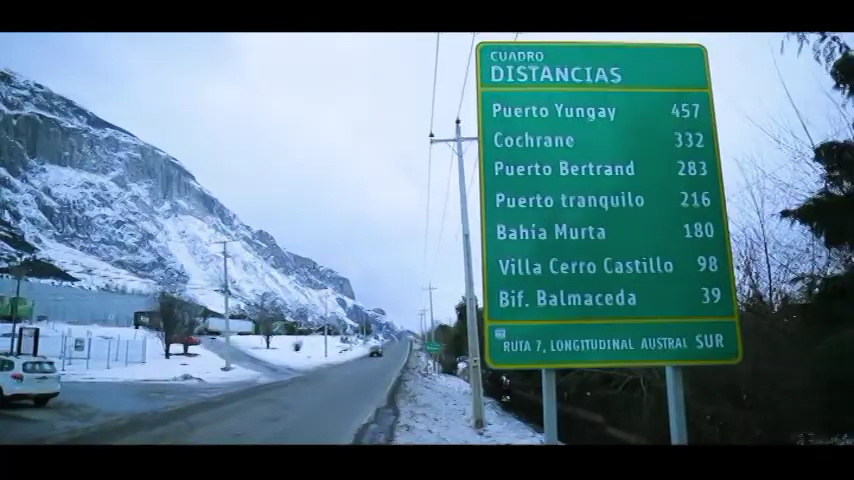 CUADRO
DISTANCIAS
Puerto Yungay 457
Cochrane 332
Puerto Bertrand 283
Puerto tranquilo 216
Bahía Murta 180
Villa Cerro Castillo 98
Bif. Balmaceda 39
RUTA 7, LONGITUDINAL AUSTRAL SUR